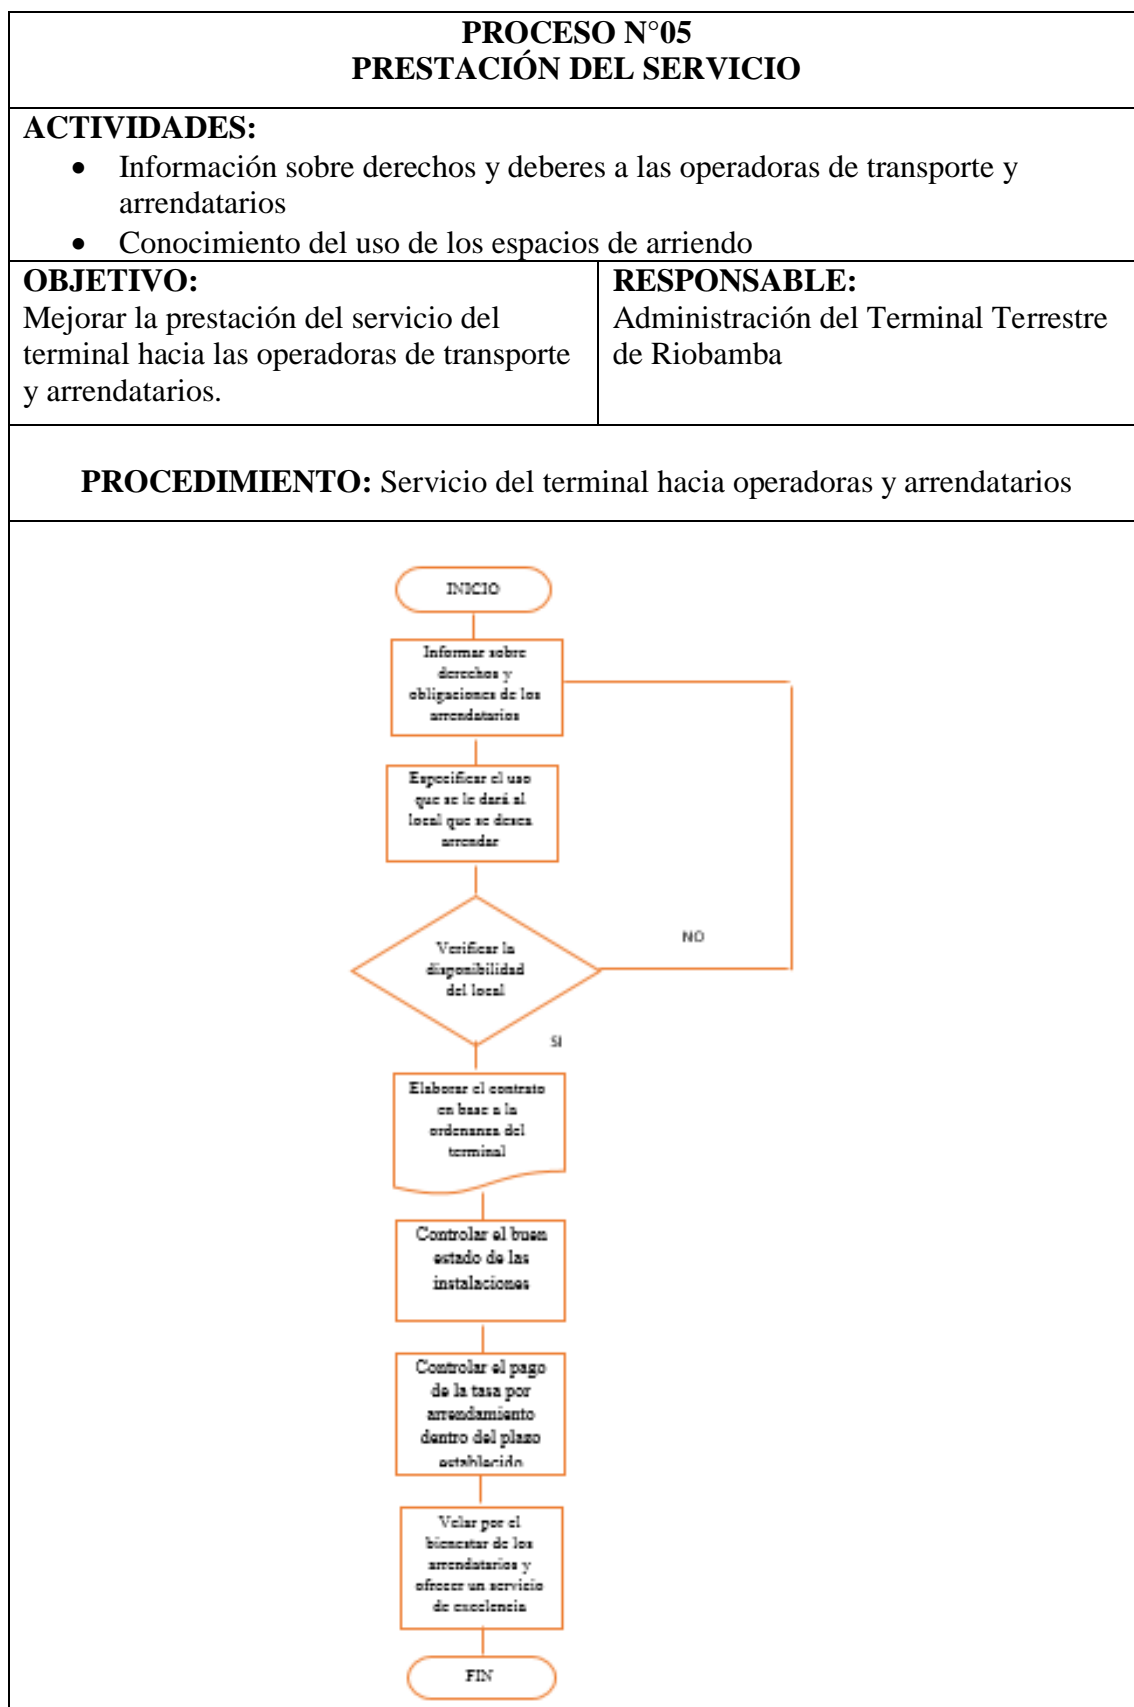 PROCESO N°05
PRESTACIÓN DEL SERVICIO
ACTIVIDADES:
• Información sobre derechos y deberes a las operadoras de transporte y
arrendatarios
• Conocimiento del uso de los espacios de arriendo
OBJETIVO:
Mejorar la prestación del servicio del
terminal hacia las operadoras de transporte
y arrendatarios.
RESPONSABLE:
Administración del Terminal Terrestre
de Riobamba
PROCEDIMIENTO: Servicio del terminal hacia operadoras y arrendatarios
INICIO
Informar sobre
derechos y
obligaciones de los
arrendatarios
Especificar el uso
que se le dará al
local que se desea
arrendar
Verificar la
disponibilidad
del local
NO
SI
Elaborar el contrato
en base a la
ordenanza del
terminal
Controlar el buen
estado de las
instalaciones
Controlar el pago
de la tasa por
arrendamiento
dentro del plazo
establecido
Velar por el
bienestar de los
arrendatarios y
ofrecer un servicio
de excelencia
FIN